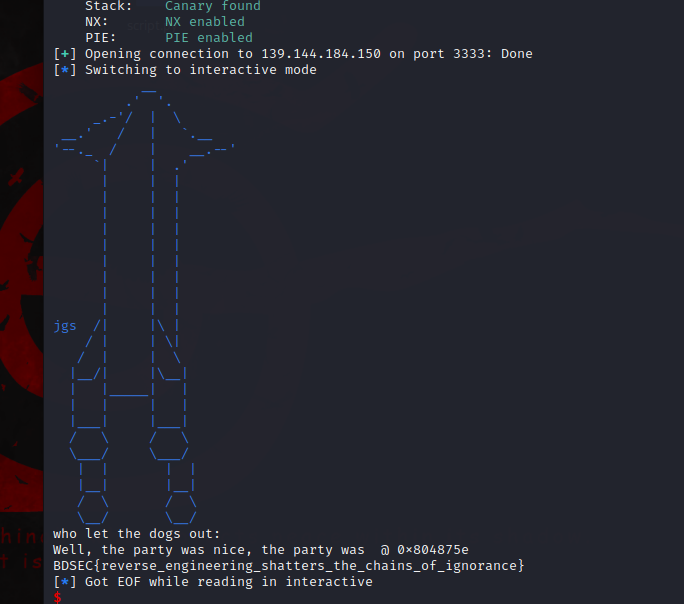 Stack:    Canary found
NX:       NX enabled
PIE:      PIE enabled
[+] Opening connection to 139.144.184.150 on port 3333: Done
[*] Switching to interactive mode
jgs
who let the dogs out:
Well, the party was nice, the party was  @ 0×804875e
BDSEC{reverse_engineering_shatters_the_chains_of_ignorance}
[*] Got EOF while reading in interactive
$